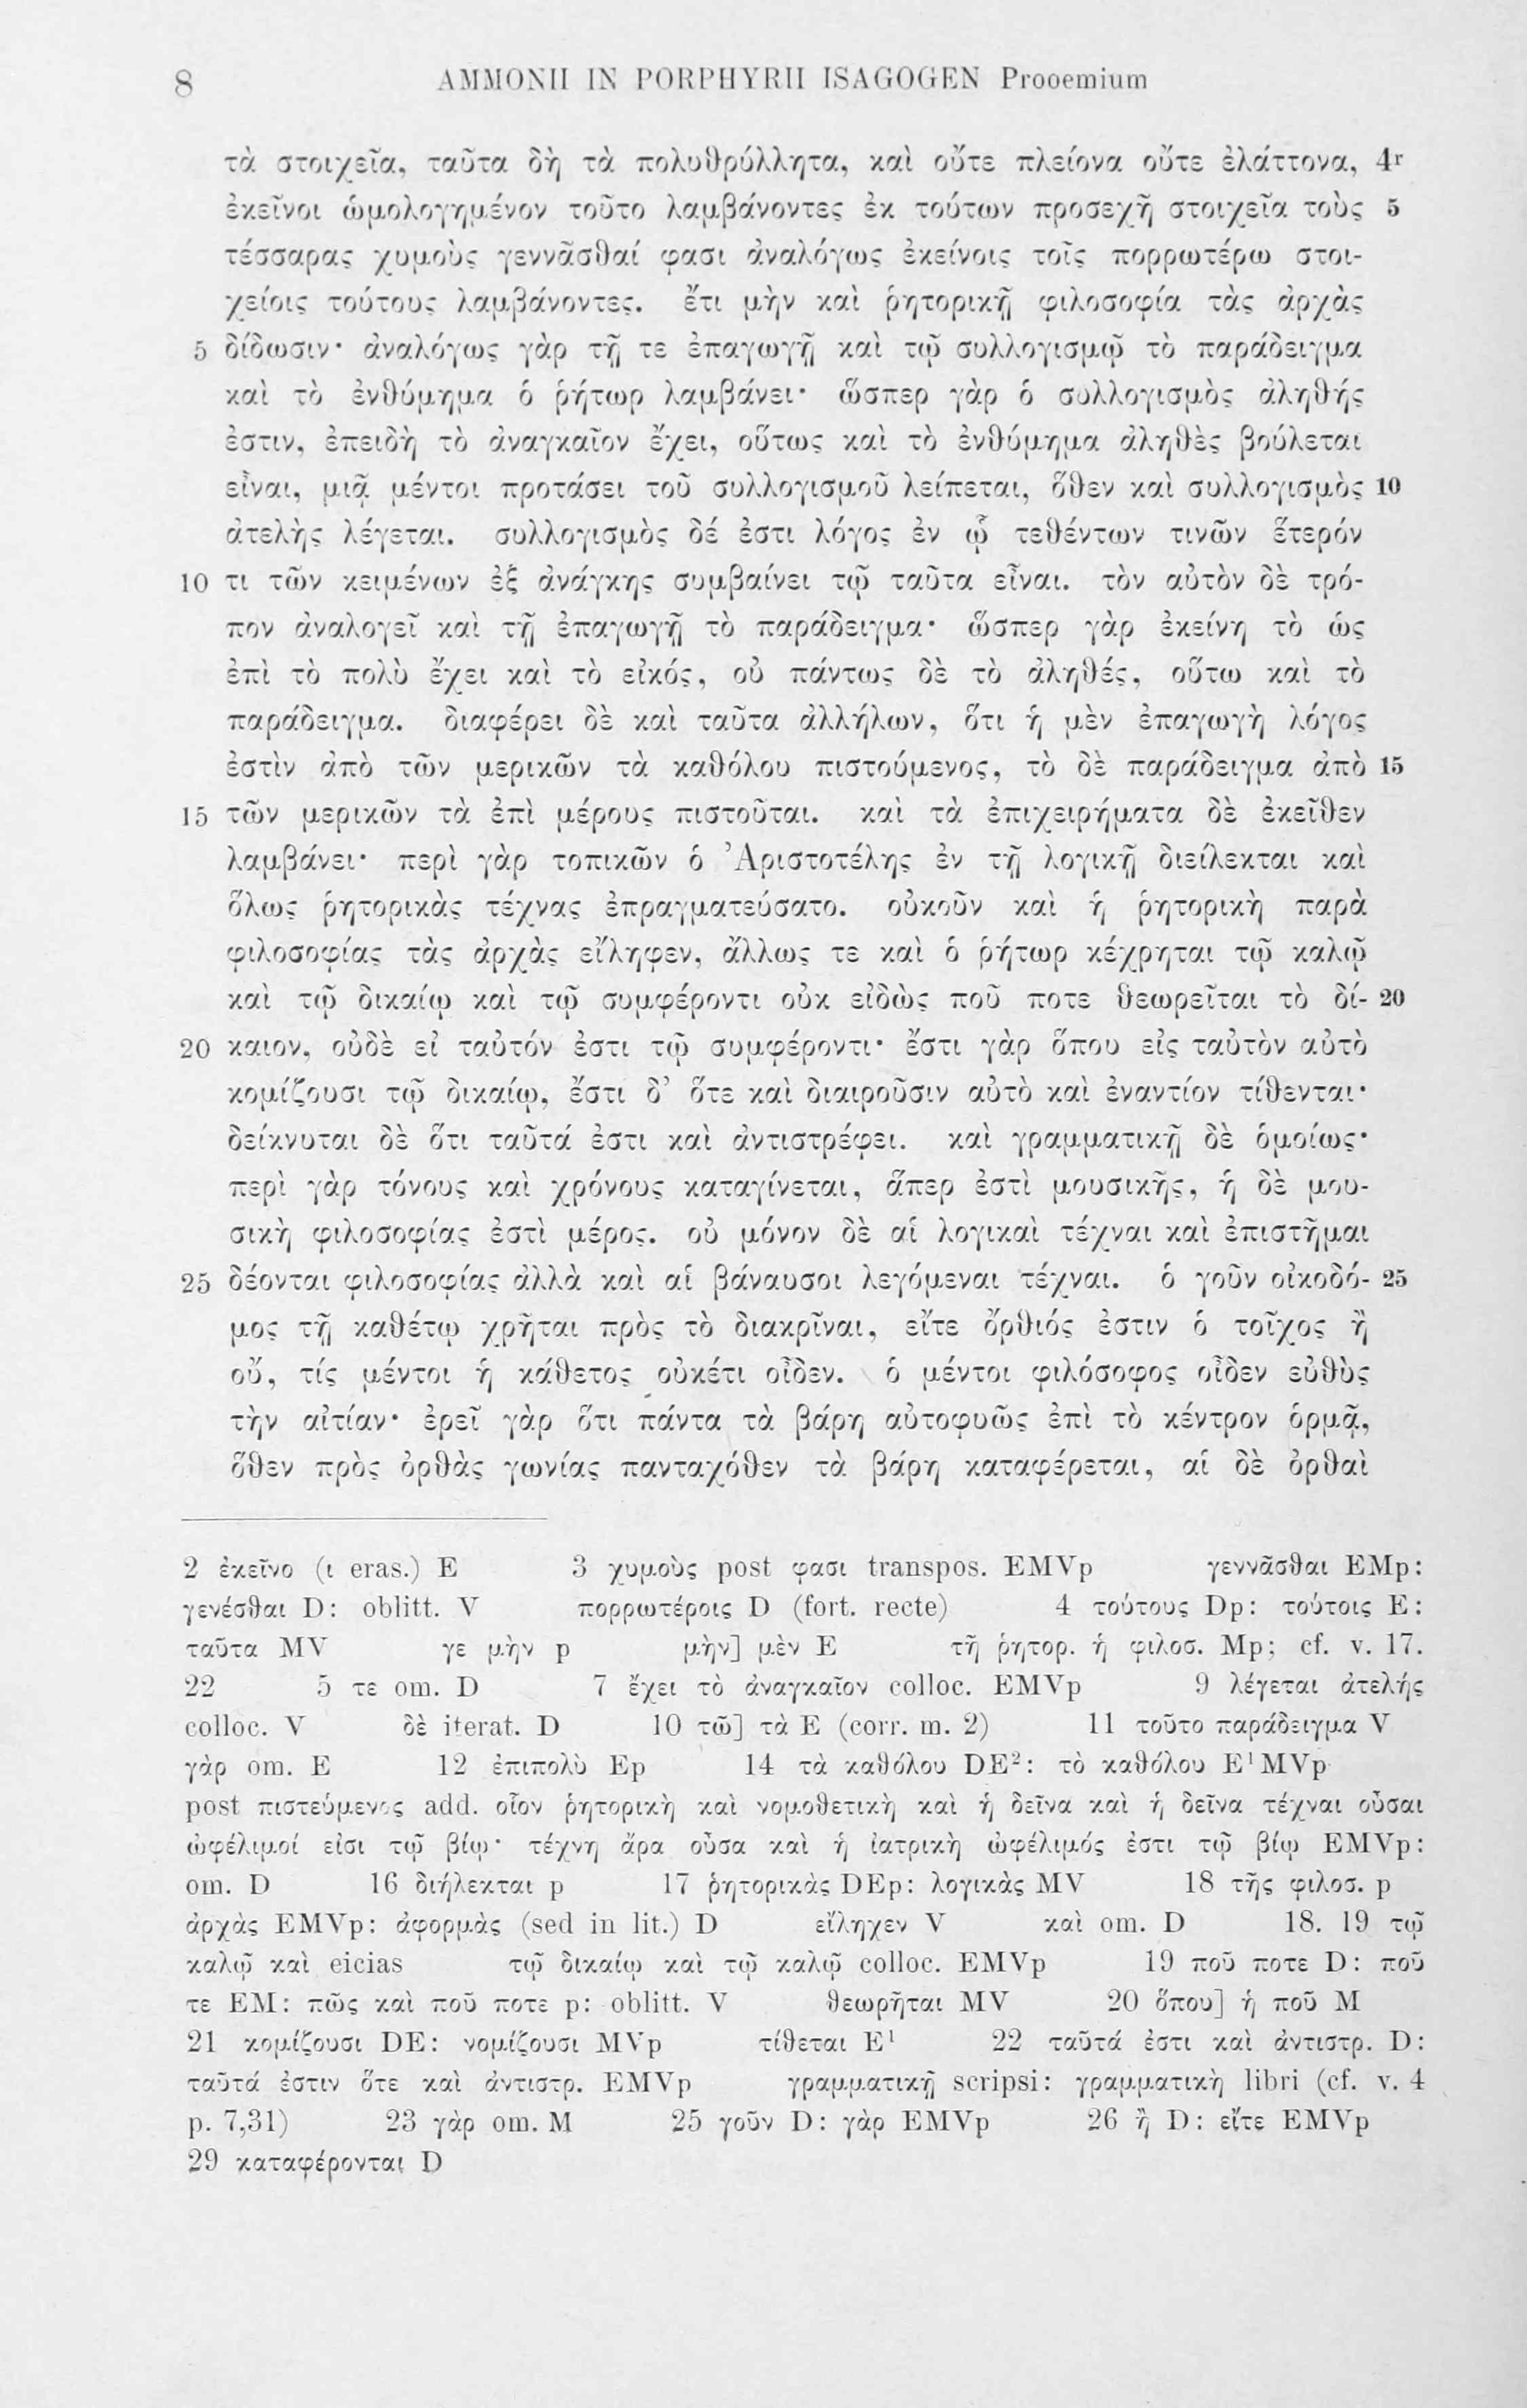 8 AMMONII IN PORPHYRII ISAGOGEN Prooemium
τὰ στοιχεῖα, ταῦτα δὴ τὰ πολυθρύλλητα, καὶ οὔτε πλείονα οὔτε ἐλάττονα, 4r
ἐκεῖνοι ὡμολογημένον τοῦτο λαμβάνοντες ἐκ τούτων προσεχῆ στοιχεῖα τοὺς 5
τέσσαρας χυμοὺς γεννᾶσθαί φασι ἀναλόγως ἐκείνοις τοῖς πορρωτέρω στοι-
χείοις τούτους λαμβάνοντες. ἔτι μὴν καὶ ῥητορικῇ φιλοσοφία τὰς ἀρχὰς
5 δίδωσιν· ἀναλόγως γὰρ τῇ τε ἐπαγωγῇ καὶ τῷ συλλογισμῷ τὸ παράδειγμα
καὶ τὸ ἐνθύμημα ὁ ῥήτωρ λαμβάνει· ὥσπερ γὰρ ὁ συλλογισμὸς ἀληθής
ἐστιν, ἐπειδὴ τὸ ἀναγκαῖον ἔχει, οὕτως καὶ τὸ ἐνθύμημα ἀληθὲς βούλεται
εἶναι, μιᾷ μέντοι προτάσει τοῦ συλλογισμοῦ λείπεται, ὅθεν καὶ συλλογισμὸς 10
ἀτελὴς λέγεται. συλλογισμὸς δέ ἐστι λόγος ἐν ᾧ τεθέντων τινῶν ἕτερόν
10 τι τῶν κειμένων ἐξ ἀνάγκης συμβαίνει τῷ ταῦτα εἶναι. τὸν αὐτὸν δὲ τρό-
πον ἀναλογεῖ καὶ τῇ ἐπαγωγῇ τὸ παράδειγμα· ὥσπερ γὰρ ἐκείνη τὸ ὡς
ἐπὶ τὸ πολὺ ἔχει καὶ τὸ εἰκός, οὐ πάντως δὲ τὸ ἀληθές, οὕτω καὶ τὸ
παράδειγμα. διαφέρει δὲ καὶ ταῦτα ἀλλήλων, ὅτι ἡ μὲν ἐπαγωγὴ λόγος
ἐστὶν ἀπὸ τῶν μερικῶν τὰ καθόλου πιστούμενος, τὸ δὲ παράδειγμα ἀπὸ 15
15 τῶν μερικῶν τὰ ἐπὶ μέρους πιστοῦται. καὶ τὰ ἐπιχειρήματα δὲ ἐκεῖθεν
λαμβάνει· περὶ γὰρ τοπικῶν ὁ Ἀριστοτέλης ἐν τῇ λογικῇ διείλεκται καὶ
ὅλως ῥητορικὰς τέχνας ἐπραγματεύσατο. οὐκοῦν καὶ ἡ ῥητορικὴ παρὰ
φιλοσοφίας τὰς ἀρχὰς εἴληφεν, ἄλλως τε καὶ ὁ ῥήτωρ κέχρηται τῷ καλῷ
καὶ τῷ δικαίῳ καὶ τῷ συμφέροντι οὐκ εἰδὼς ποῦ ποτε θεωρεῖται τὸ δί- 20
20 καιον, οὐδὲ εἰ ταὐτόν ἐστι τῷ συμφέροντι· ἔστι γὰρ ὅπου εἰς ταὐτὸν αὐτὸ
κομίζουσι τῷ δικαίῳ, ἔστι δ' ὅτε καὶ διαιροῦσιν αὐτὸ καὶ ἐναντίον τίθενται·
δείκνυται δὲ ὅτι ταῦτά ἐστι καὶ ἀντιστρέφει. καὶ γραμματικῇ δὲ ὁμοίως·
περὶ γὰρ τόνους καὶ χρόνους καταγίνεται, ἅπερ ἐστὶ μουσικῆς, ἡ δὲ μου-
σικὴ φιλοσοφίας ἐστὶ μέρος. οὐ μόνον δὲ αἱ λογικαὶ τέχναι καὶ ἐπιστῆμαι
25 δέονται φιλοσοφίας ἀλλὰ καὶ αἱ βάναυσοι λεγόμεναι τέχναι. ὁ γοῦν οἰκοδό- 25
μος τῇ καθέτῳ χρῆται πρὸς τὸ διακρῖναι, εἴτε ὄρθιός ἐστιν ὁ τοῖχος ἢ
οὔ, τίς μέντοι ἡ κάθετος οὐκέτι οἶδεν. ὁ μέντοι φιλόσοφος οἶδεν εὐθὺς
τὴν αἰτίαν· ἐρεῖ γὰρ ὅτι πάντα τὰ βάρη αὐτοφυῶς ἐπὶ τὸ κέντρον ὁρμᾷ,
ὅθεν πρὸς ὀρθὰς γωνίας πανταχόθεν τὰ βάρη καταφέρεται, αἱ δὲ ὀρθαὶ
2 ἐκεῖνο (ι eras.) E 3 χυμοὺς post φασι transpos. EMVp γεννᾶσθαι EMp:
γενέσθαι D: oblitt. V πορρωτέροις D (fort. recte) 4 τούτους Dp: τούτοις E:
ταῦτα MV γε μὴν p μὴν] μὲν E τῇ ῥητορ. ἡ φιλοσ. Mp; cf. v. 17.
22 5 τε om. D 7 ἔχει τὸ ἀναγκαῖον colloc. EMVp 9 λέγεται ἀτελής
colloc. V δὲ iterat. D 10 τῶ] τὰ E (corr. m. 2) 11 τοῦτο παράδειγμα V
γὰρ om. E 12 ἐπιπολὺ Ep 14 τὰ καθόλου DE²: τὸ καθόλου E¹MVp
post πιστεύμενος add. οἷον ῥητορικὴ καὶ νομοθετικὴ καὶ ἡ δεῖνα καὶ ἡ δεῖνα τέχναι οὖσαι
ὠφέλιμοί εἰσι τῷ βίῳ· τέχνη ἄρα οὖσα καὶ ἡ ἰατρικὴ ὠφέλιμός ἐστι τῷ βίῳ EMVp:
om. D 16 διήλεκται p 17 ῥητορικὰς DEp: λογικὰς MV 18 τῆς φιλοσ. p
ἀρχὰς EMVp: ἀφορμὰς (sed in lit.) D εἴληχεν V καὶ om. D 18. 19 τῷ
καλῷ καὶ eicias τῷ δικαίῳ καὶ τῷ καλῷ colloc. EMVp 19 ποῦ ποτε D: ποῦ
τε EM: πῶς καὶ ποῦ ποτε p: oblitt. V θεωρῆται MV 20 ὅπου] ἡ ποῦ M
21 κομίζουσι DE: νομίζουσι MVp τίθεται E¹ 22 ταῦτά ἐστι καὶ ἀντιστρ. D:
ταῦτά ἐστιν ὅτε καὶ ἀντιστρ. EMVp γραμματικῇ scripsi: γραμματικὴ libri (cf. v. 4
p. 7,31) 23 γὰρ om. M 25 γοῦν D: γὰρ EMVp 26 ἢ D: εἴτε EMVp
29 καταφέρονται D